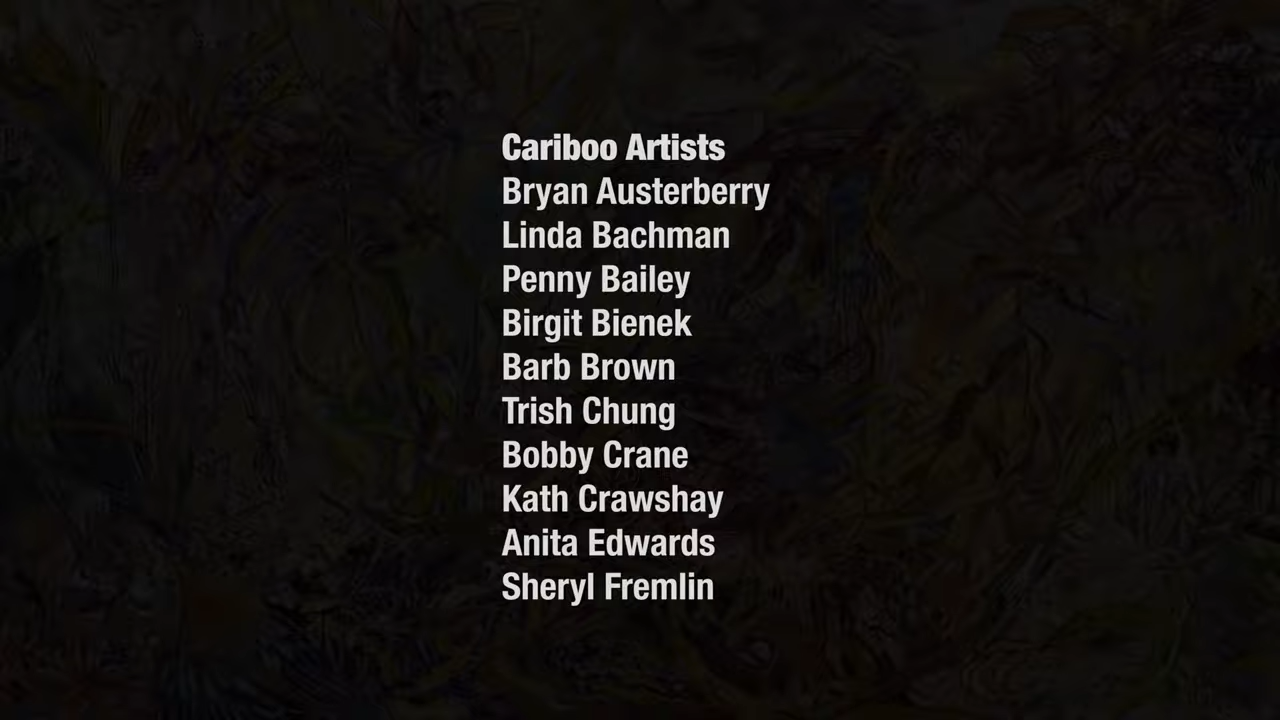 Cariboo Artists
Bryan Austerberry
Linda Bachman
Penny Bailey
Birgit Bienek
Barb Brown
Trish Chung
Bobby Crane
Kath Crawshay
Anita Edwards
Sheryl Fremlin